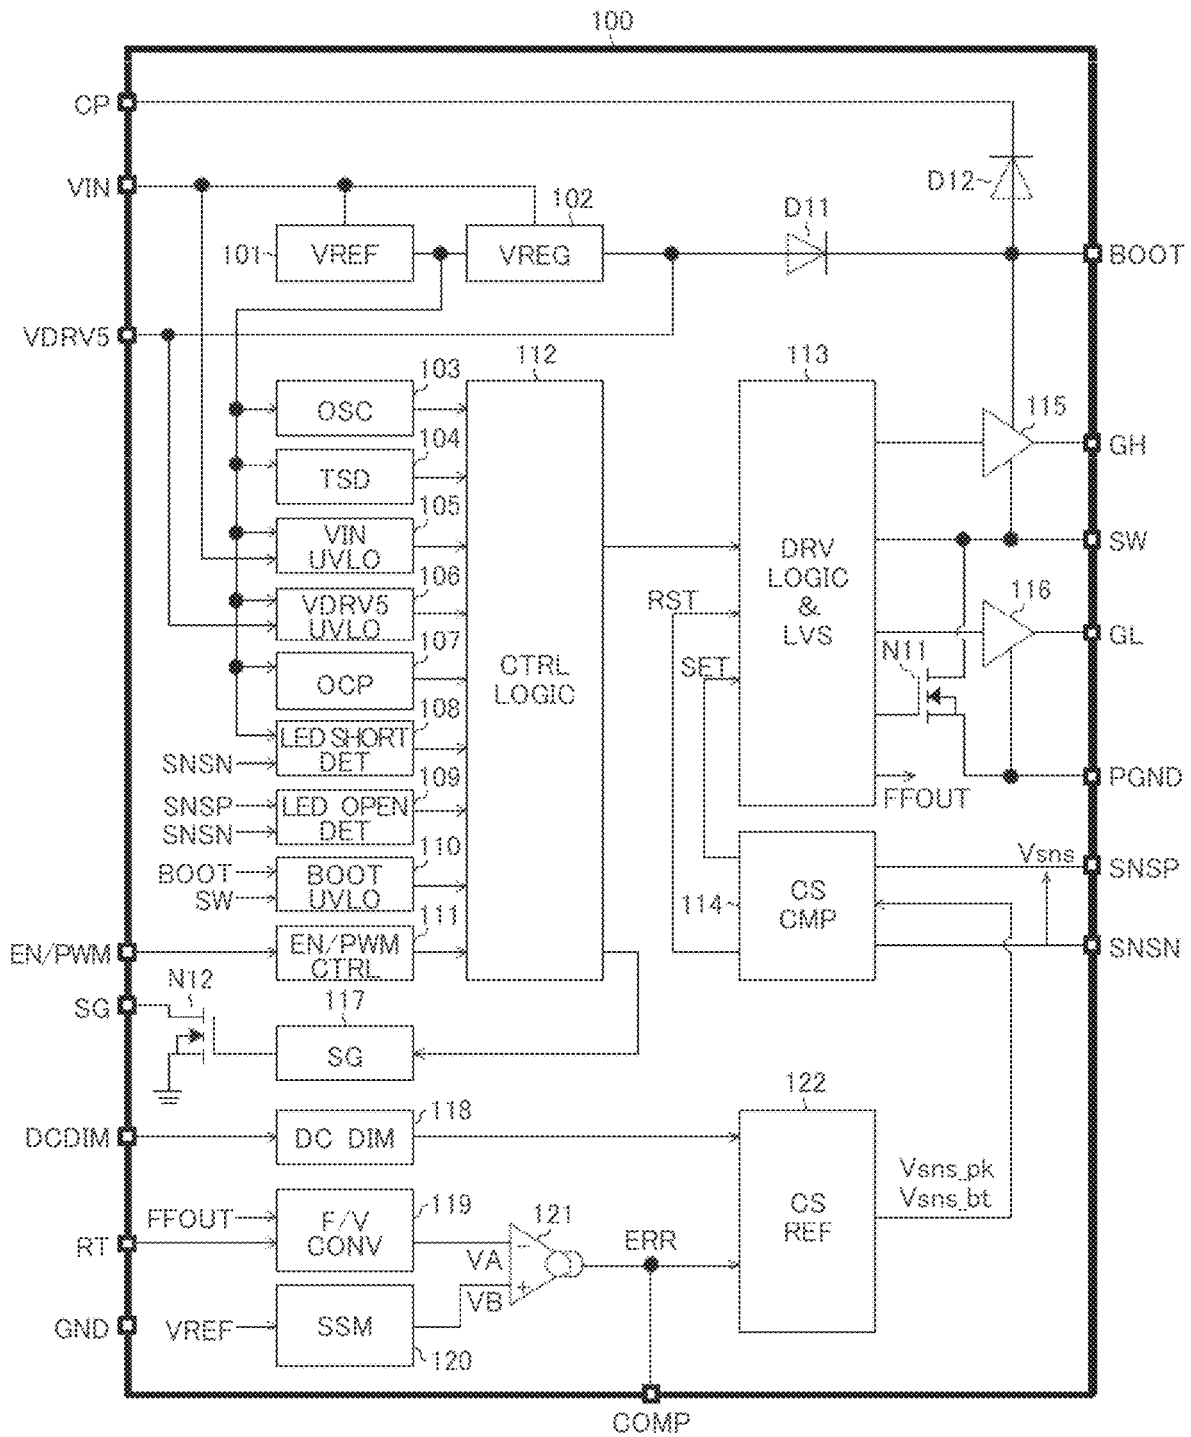 100
CP
VIN
D12
D11
102
101
VREF
VREG
BOOT
VDRV5
103
112
113
OSC
115
GH
104
TSD
105
VIN
UVLO
SW
DRV
LOGIC
&
LVS
106
VDRV5
UVLO
RST
116
GL
107
OCP
CTRL
LOGIC
SET
N11
108
LED SHORT
DET
SNSN
PGND
FFOUT
109
SNSP
SNSN
LED OPEN
DET
110
BOOT
SW
BOOT
UVLO
Vsns
SNSP
114
CS
CMP
111
EN/PWM
EN/PWM
CTRL
SNSN
N12
SG
117
SG
122
118
DCDIM
DC DIM
Vsns_pk
Vsns_bt
119
FFOUT
RT
F/V
CONV
121
VA
−
+
VB
ERR
CS
REF
GND
VREF
SSM
120
COMP